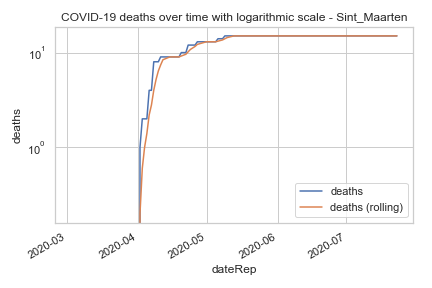 COVID-19 deaths over time with logarithmic scale - Sint_Maarten
deaths
10¹
10⁰
deaths
deaths (rolling)
2020-03
2020-04
2020-05
2020-06
2020-07
dateRep